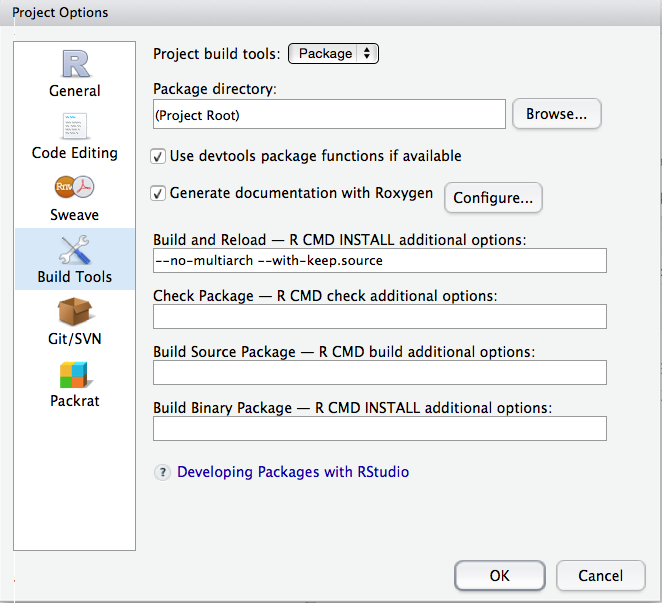 Project Options
R
General
Code Editing
Rnw
Sweave
Build Tools
Git/SVN
Packrat
Project build tools: Package
Package directory:
(Project Root)
Browse...
Use devtools package functions if available
Generate documentation with Roxygen
Configure...
Build and Reload — R CMD INSTALL additional options:
--no-multiarch --with-keep.source
Check Package — R CMD check additional options:
Build Source Package — R CMD build additional options:
Build Binary Package — R CMD INSTALL additional options:
? Developing Packages with RStudio
OK
Cancel